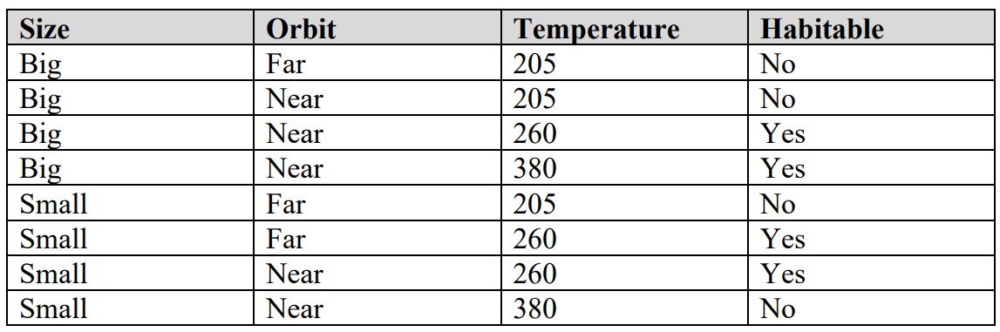 Size Orbit Temperature Habitable
Big Far 205 No
Big Near 205 No
Big Near 260 Yes
Big Near 380 Yes
Small Far 205 No
Small Far 260 Yes
Small Near 260 Yes
Small Near 380 No